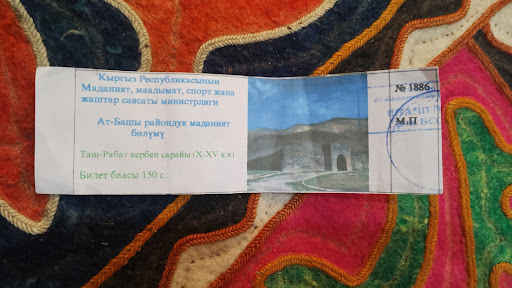 Кыргыз Республикасынын
Маданият, маалымат, спорт жана
жаштар саясаты министрлиги
Ат-Башы райондук маданият
бөлүмү
Таш-Рабат кербен сарайы (X-XV к.к)
Билет баасы 150 с.
№ 1886
М.П